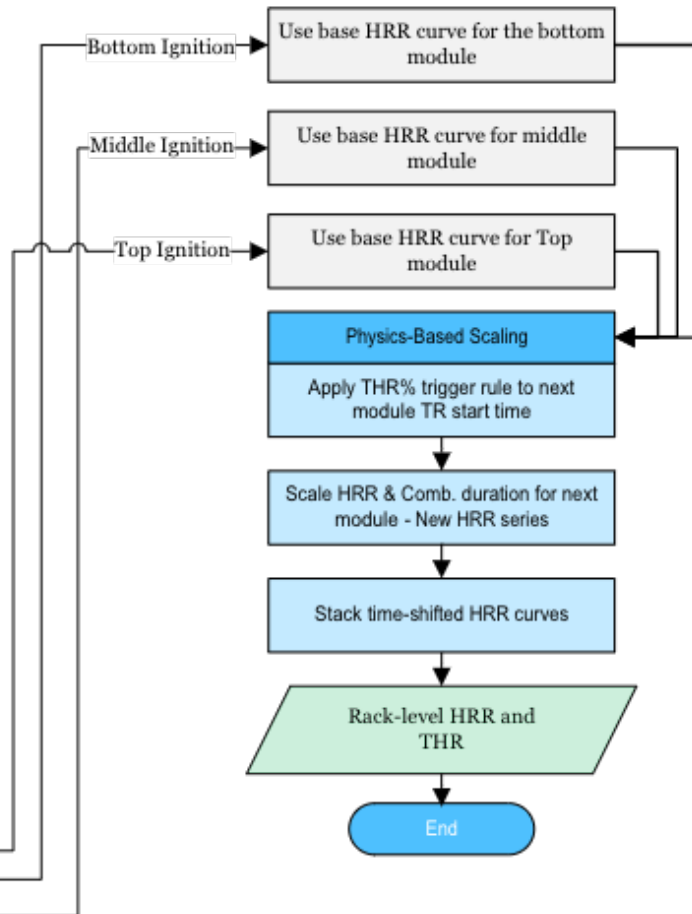 Bottom Ignition
Use base HRR curve for the bottom
module
Middle Ignition
Use base HRR curve for middle
module
Top Ignition
Use base HRR curve for Top
module
Physics-Based Scaling
Apply THR% trigger rule to next
module TR start time
Scale HRR & Comb. duration for next
module - New HRR series
Stack time-shifted HRR curves
Rack-level HRR and
THR
End